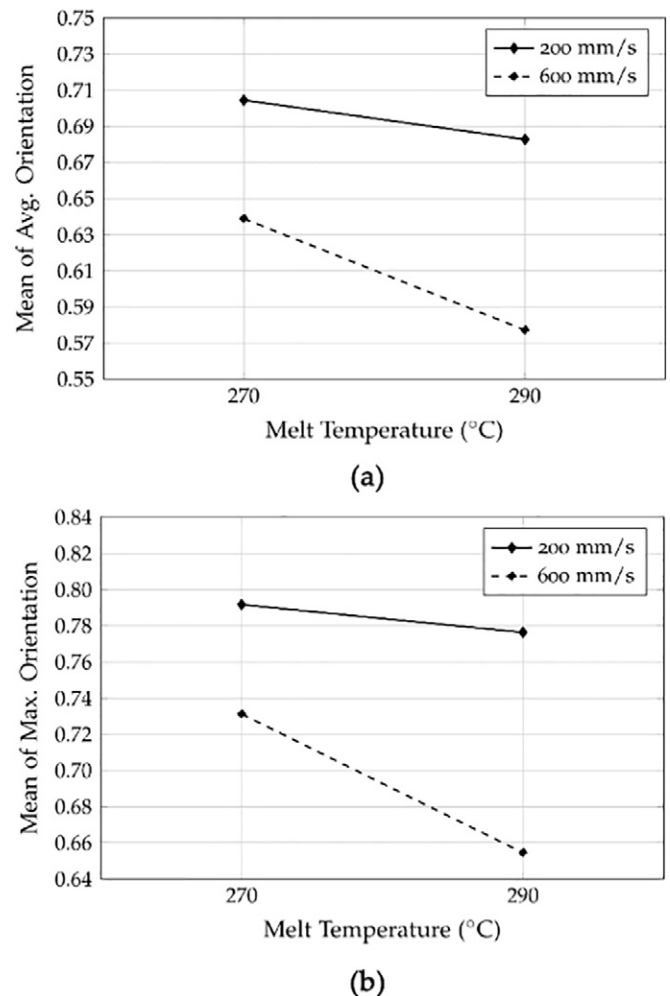 0.75
0.73
0.71
0.69
0.67
0.65
0.63
0.61
0.59
0.57
0.55
Mean of Avg. Orientation
200 mm/s
600 mm/s
270
290
Melt Temperature (°C)
(a)
0.84
0.82
0.80
0.78
0.76
0.74
0.72
0.70
0.68
0.66
0.64
Mean of Max. Orientation
200 mm/s
600 mm/s
270
290
Melt Temperature (°C)
(b)